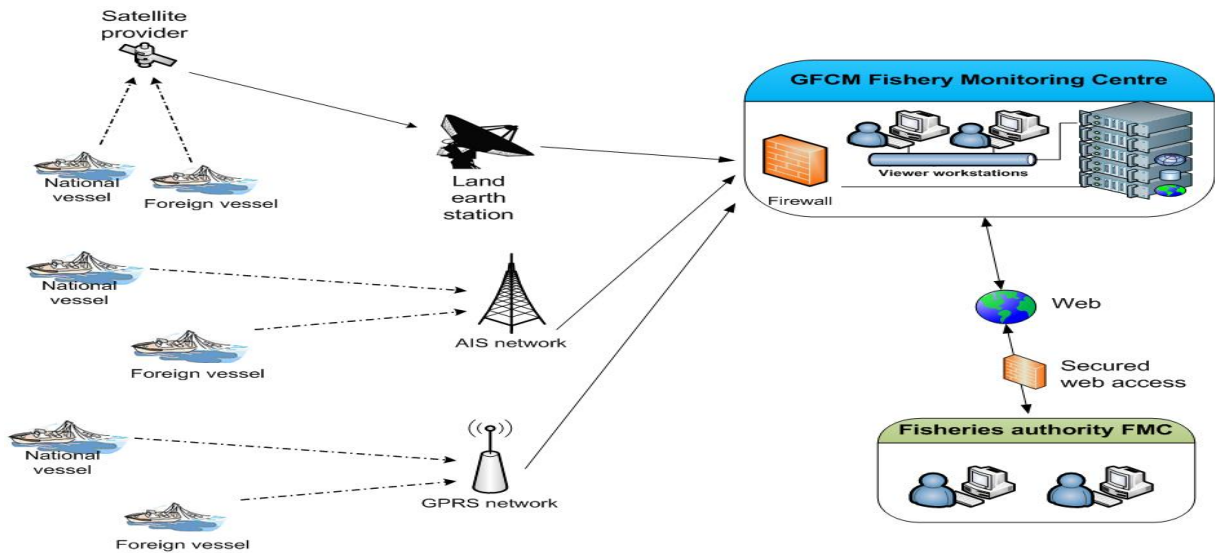 Satellite
provider
National
vessel
Foreign vessel
Land
earth
station
National
vessel
Foreign vessel
AIS network
National
vessel
Foreign vessel
GPRS network
GFCM Fishery Monitoring Centre
Viewer workstations
Firewall
Web
Secured
web access
Fisheries authority FMC